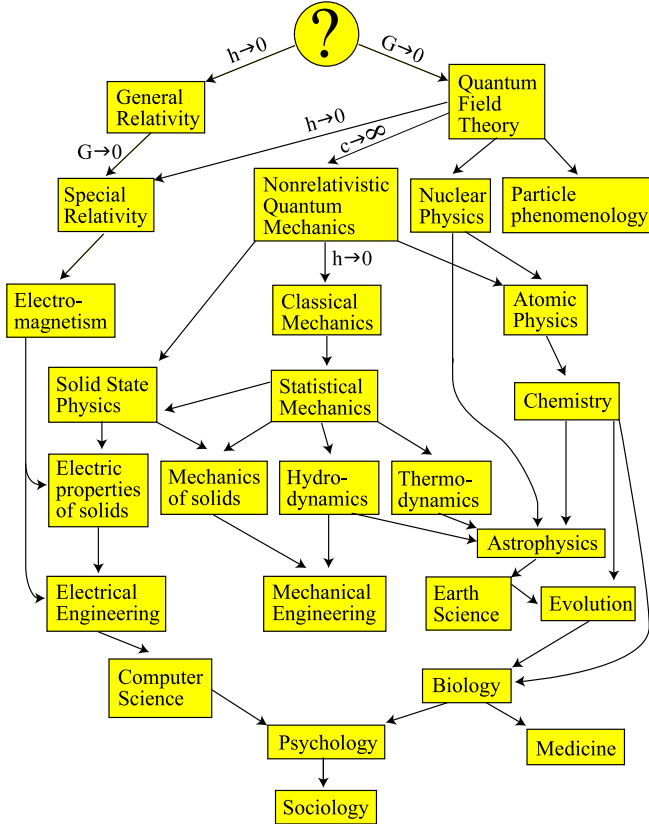 ?
h→0
G→0
General
Relativity
Quantum
Field
Theory
h→0
c→∞
G→0
Special
Relativity
Nonrelativistic
Quantum
Mechanics
Nuclear
Physics
Particle
phenomenology
h→0
Electro-
magnetism
Classical
Mechanics
Atomic
Physics
Solid State
Physics
Statistical
Mechanics
Chemistry
Electric
properties
of solids
Mechanics
of solids
Hydro-
dynamics
Thermo-
dynamics
Astrophysics
Electrical
Engineering
Mechanical
Engineering
Earth
Science
Evolution
Computer
Science
Biology
Psychology
Medicine
Sociology